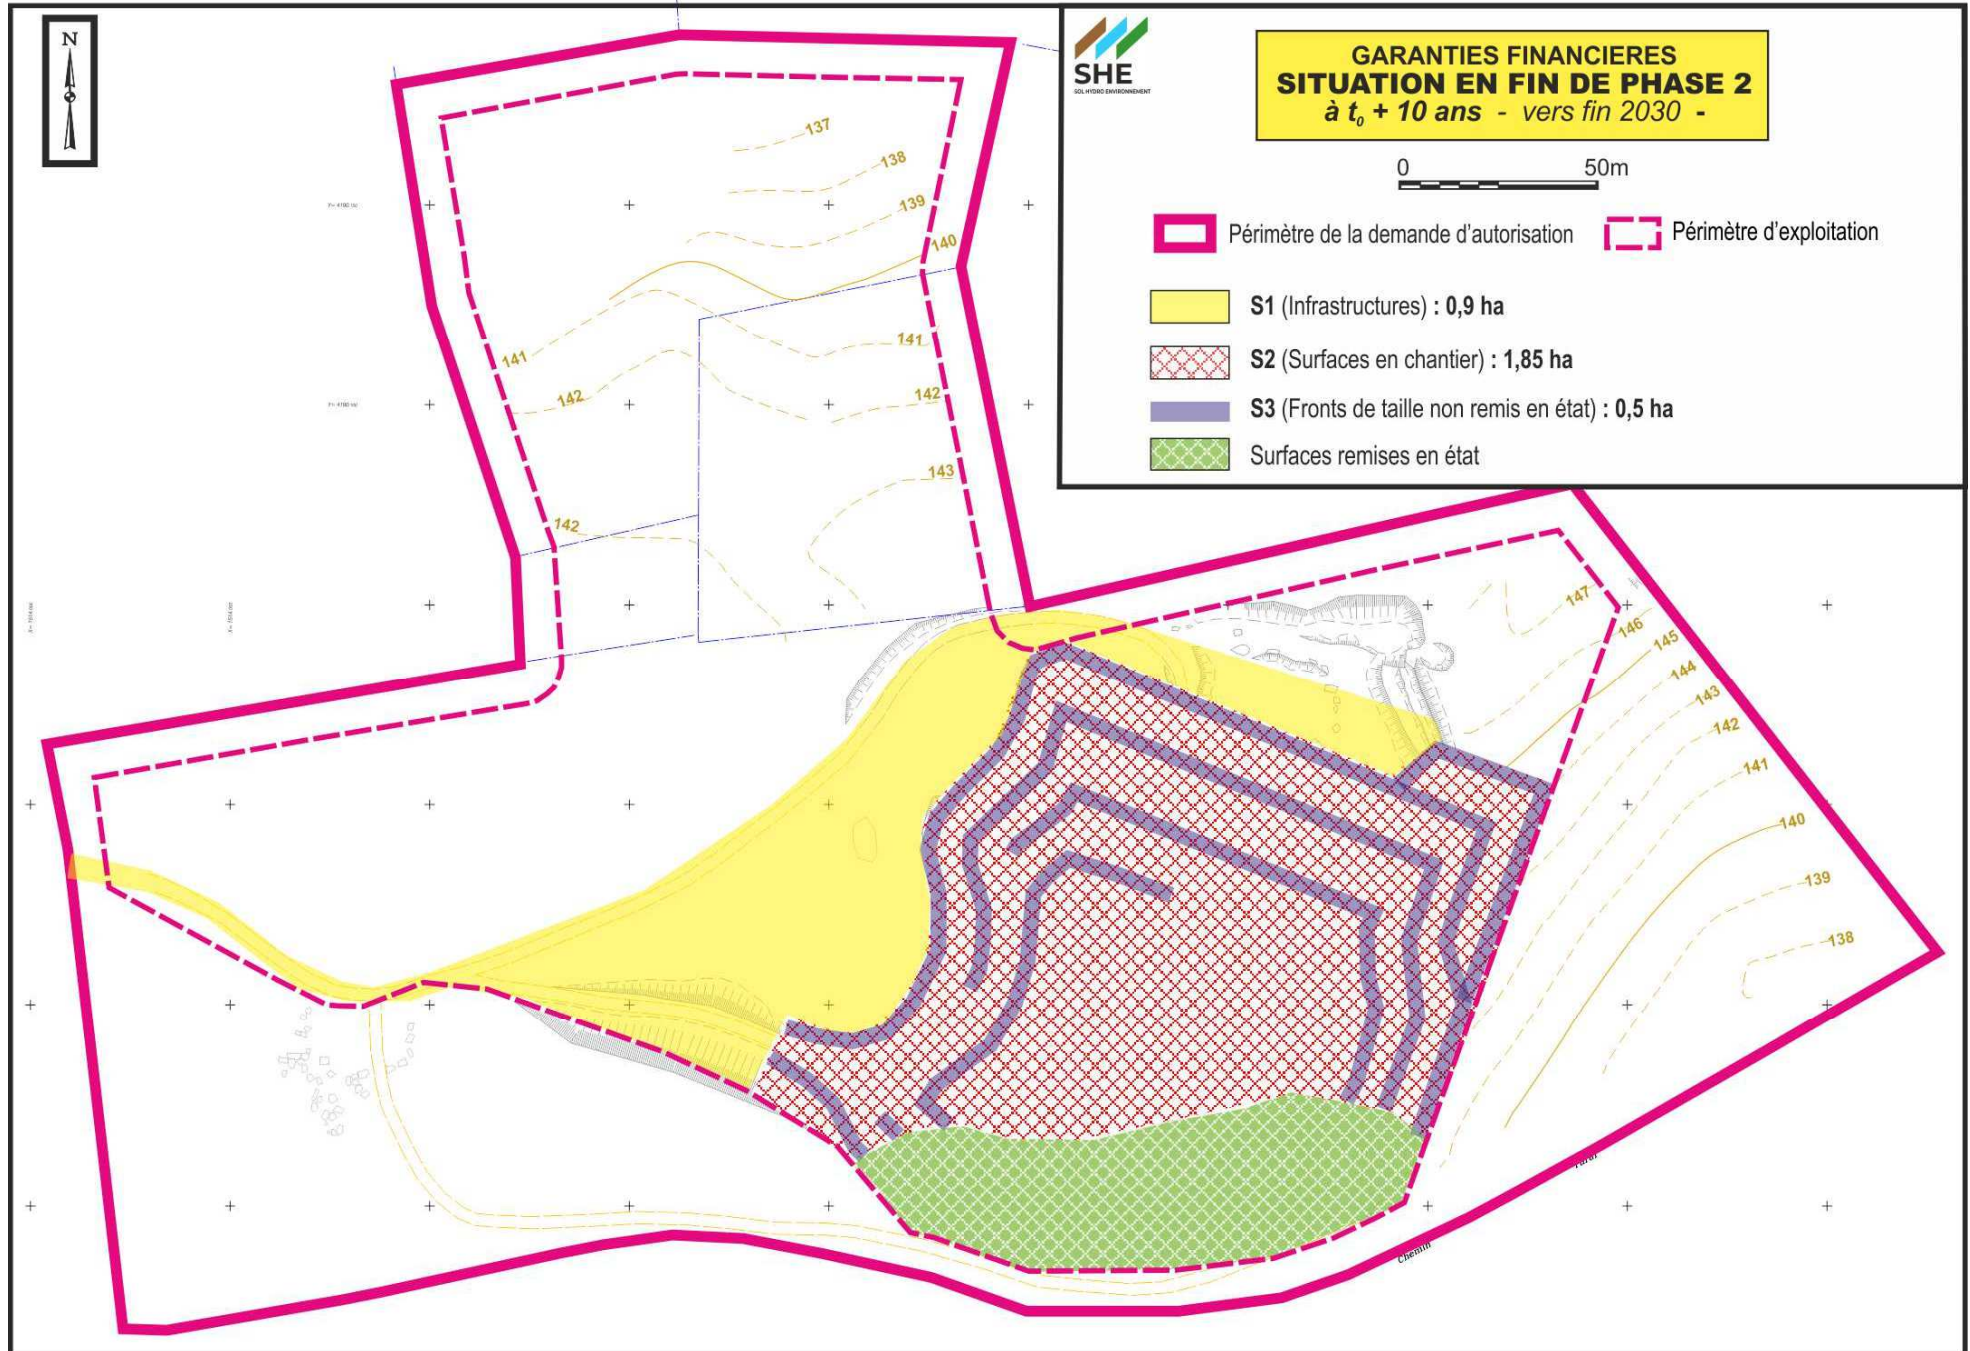 N
SHE
SOL HYDRO ENVIRONNEMENT
GARANTIES FINANCIERES
SITUATION EN FIN DE PHASE 2
à t0 + 10 ans - vers fin 2030 -
0 50m
Périmètre de la demande d'autorisation
Périmètre d'exploitation
S1 (Infrastructures) : 0,9 ha
S2 (Surfaces en chantier) : 1,85 ha
S3 (Fronts de taille non remis en état) : 0,5 ha
Surfaces remises en état
137
138
139
140
141
141
142
142
143
142
147
146
145
144
143
142
141
140
139
138
Chemin